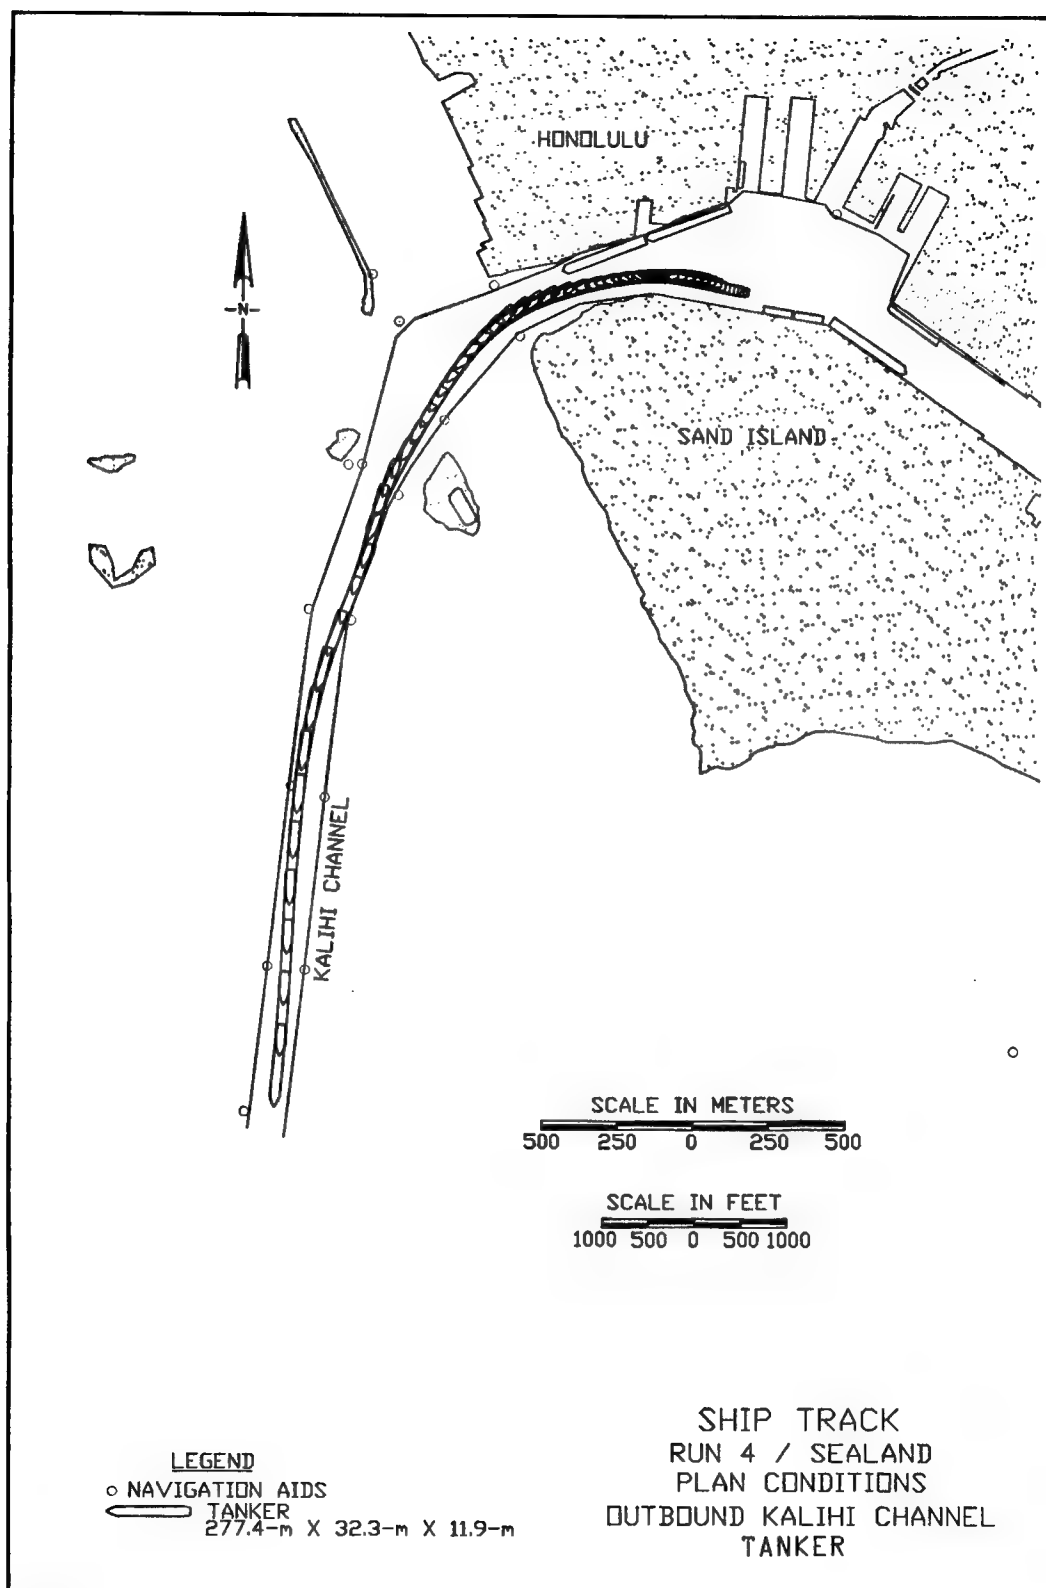 HONOLULU
-N-
SAND ISLAND
KALIHI CHANNEL
SCALE IN METERS
500 250 0 250 500
SCALE IN FEET
1000 500 0 500 1000
LEGEND
NAVIGATION AIDS
TANKER
277.4-m X 32.3-m X 11.9-m
SHIP TRACK
RUN 4 / SEALAND
PLAN CONDITIONS
OUTBOUND KALIHI CHANNEL
TANKER